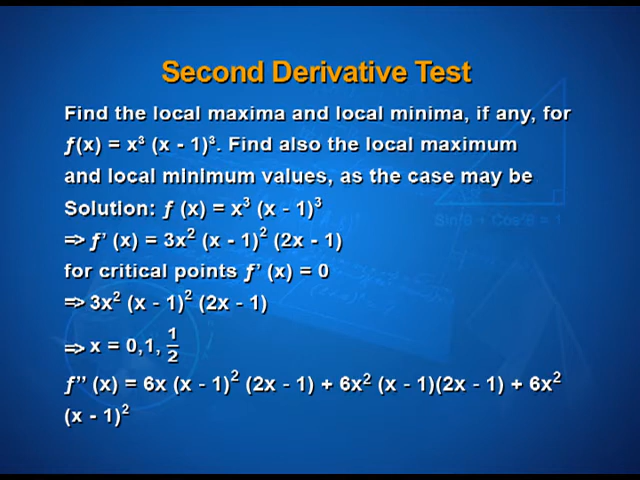 Second Derivative Test
Find the local maxima and local minima, if any, for
ƒ(x) = x³ (x - 1)³. Find also the local maximum
and local minimum values, as the case may be
Solution: ƒ (x) = x³ (x - 1)³
=> ƒ' (x) = 3x² (x - 1)² (2x - 1)
for critical points ƒ' (x) = 0
=> 3x² (x - 1)² (2x - 1)
=> x = 0,1, 1/2
ƒ'' (x) = 6x (x - 1)² (2x - 1) + 6x² (x - 1)(2x - 1) + 6x²
(x - 1)²
Sin²θ + Cos²θ = 1